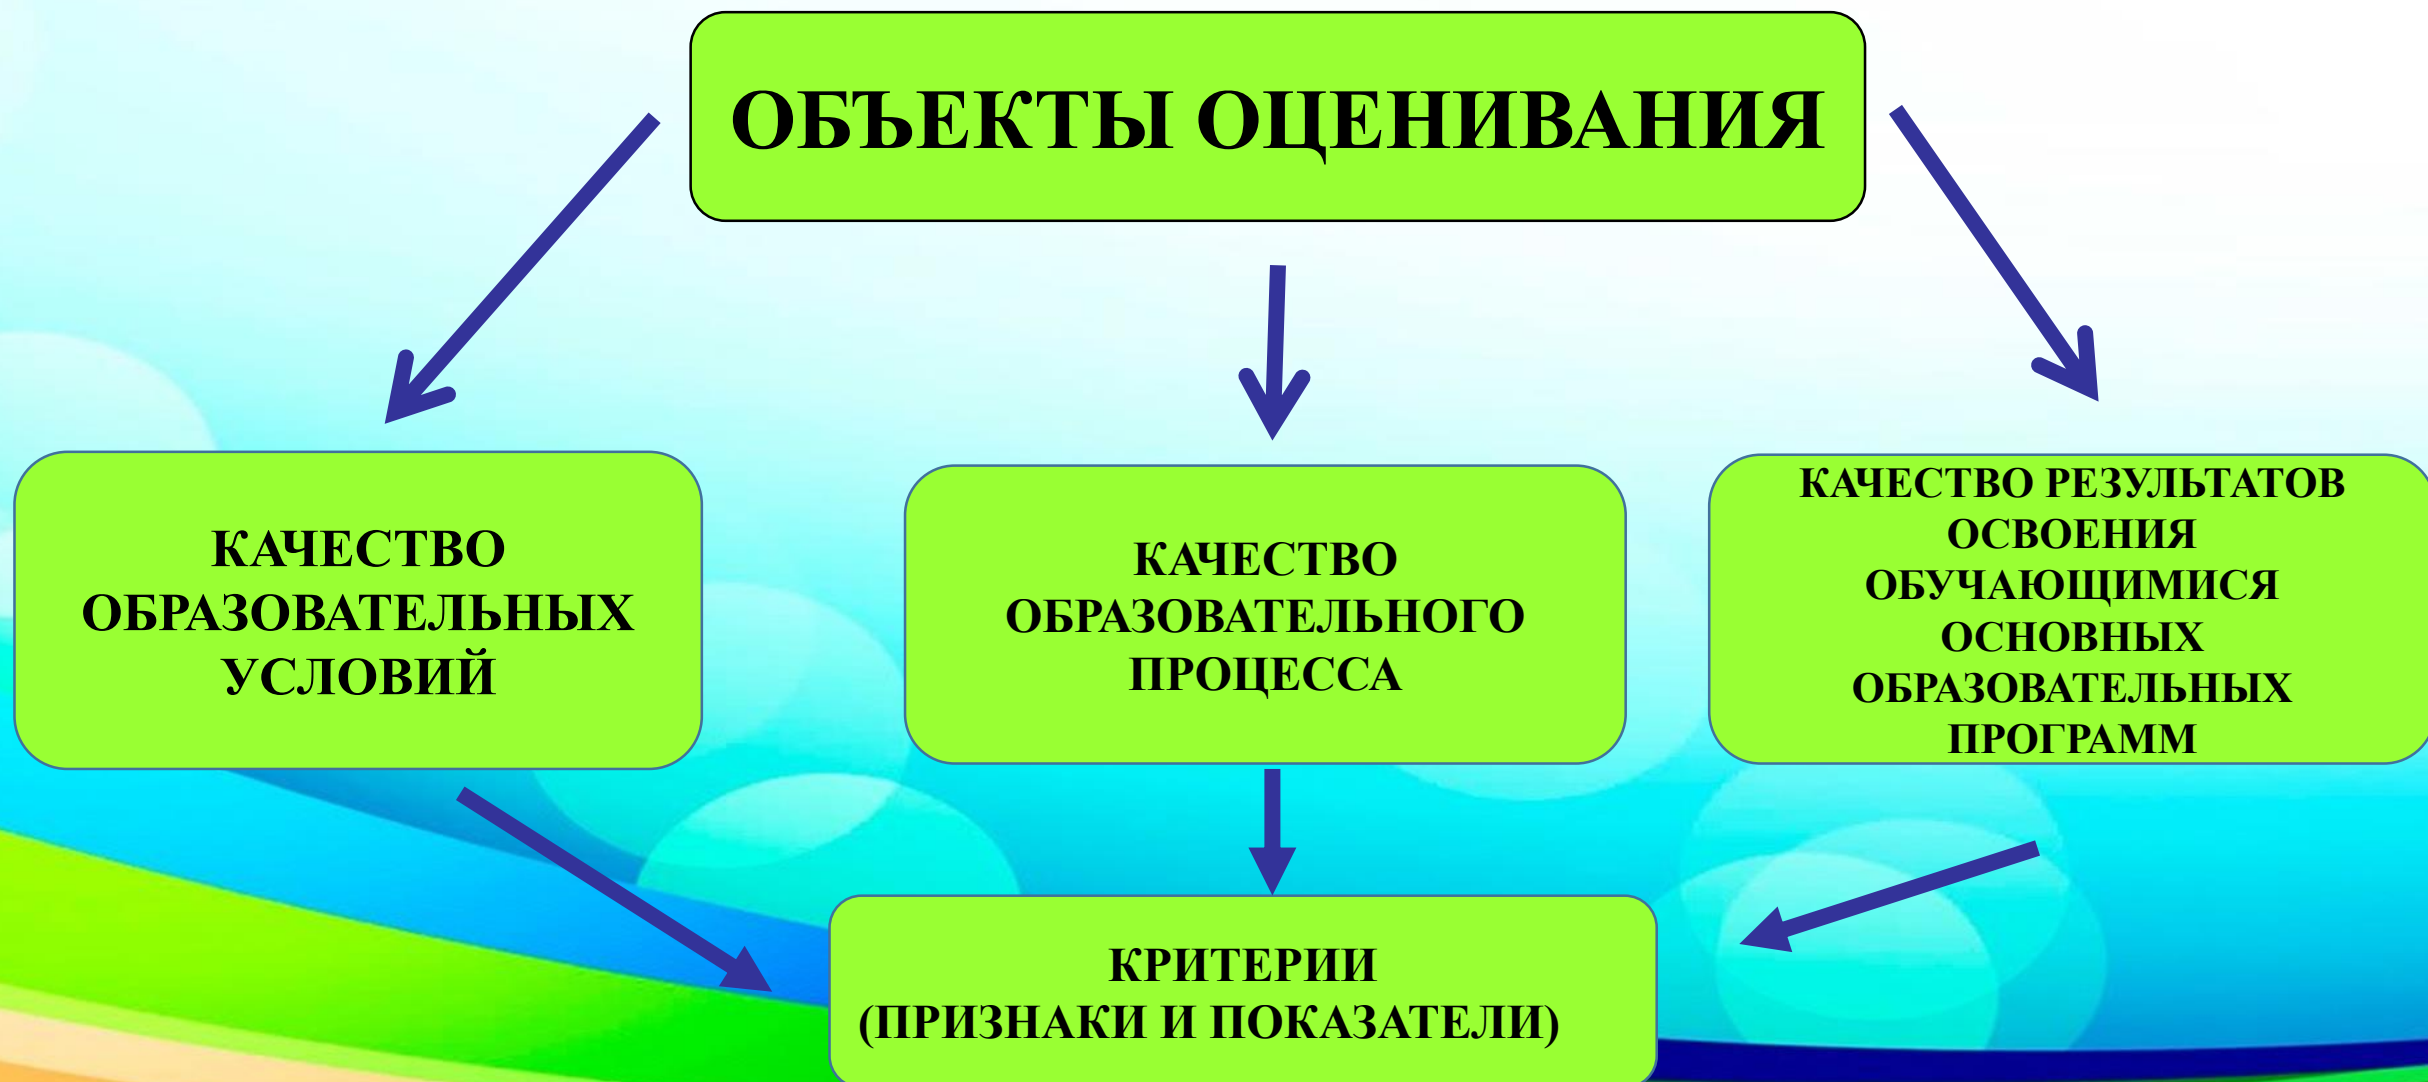 ОБЪЕКТЫ ОЦЕНИВАНИЯ
КАЧЕСТВО
ОБРАЗОВАТЕЛЬНЫХ
УСЛОВИЙ
КАЧЕСТВО
ОБРАЗОВАТЕЛЬНОГО
ПРОЦЕССА
КАЧЕСТВО РЕЗУЛЬТАТОВ
ОСВОЕНИЯ
ОБУЧАЮЩИМИСЯ
ОСНОВНЫХ
ОБРАЗОВАТЕЛЬНЫХ
ПРОГРАММ
КРИТЕРИИ
(ПРИЗНАКИ И ПОКАЗАТЕЛИ)